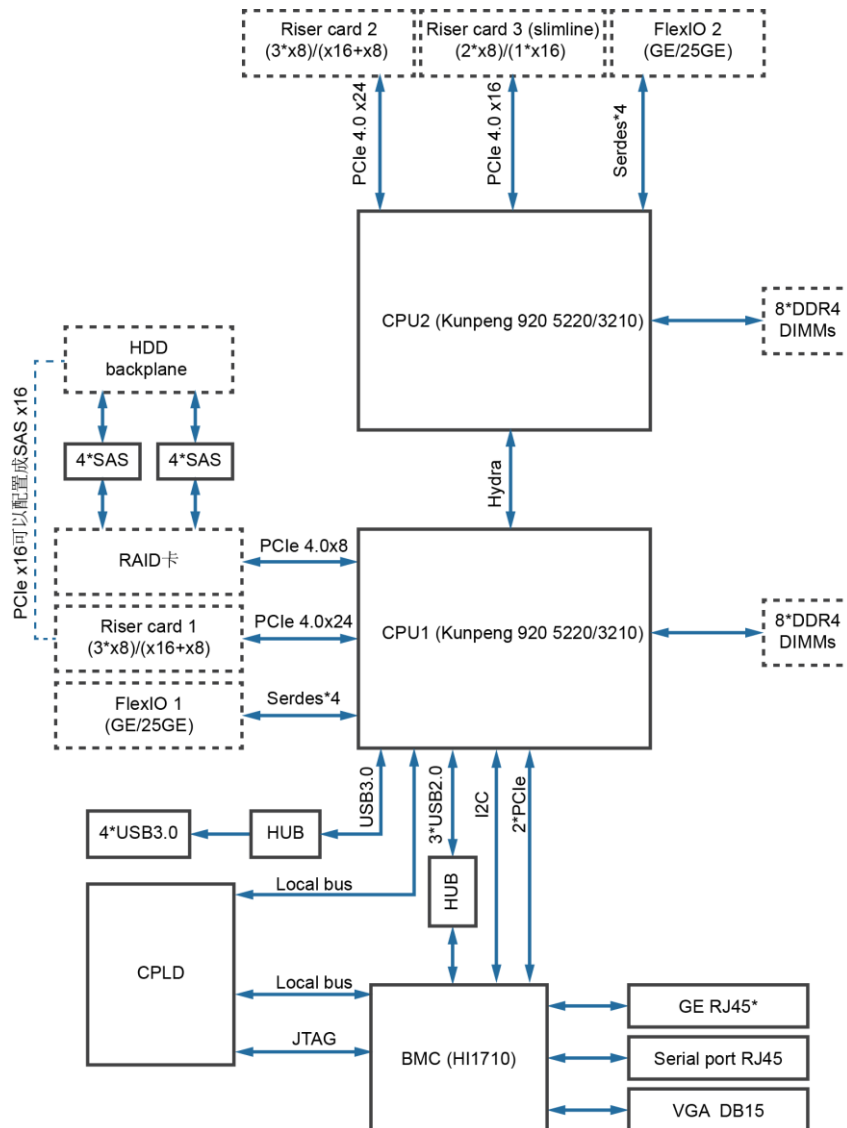 Riser card 2
(3*x8)/(x16+x8)
Riser card 3 (slimline)
(2*x8)/(1*x16)
FlexIO 2
(GE/25GE)
PCIe 4.0 x24
PCIe 4.0 x16
Serdes*4
CPU2 (Kunpeng 920 5220/3210)
8*DDR4
DIMMs
HDD
backplane
PCIe x16可以配置成SAS x16
4*SAS
4*SAS
Hydra
RAID卡
PCIe 4.0x8
Riser card 1
(3*x8)/(x16+x8)
PCIe 4.0x24
CPU1 (Kunpeng 920 5220/3210)
8*DDR4
DIMMs
FlexIO 1
(GE/25GE)
Serdes*4
USB3.0
3*USB2.0
I2C
2*PCIe
4*USB3.0
HUB
Local bus
HUB
CPLD
Local bus
JTAG
BMC (HI1710)
GE RJ45*
Serial port RJ45
VGA DB15